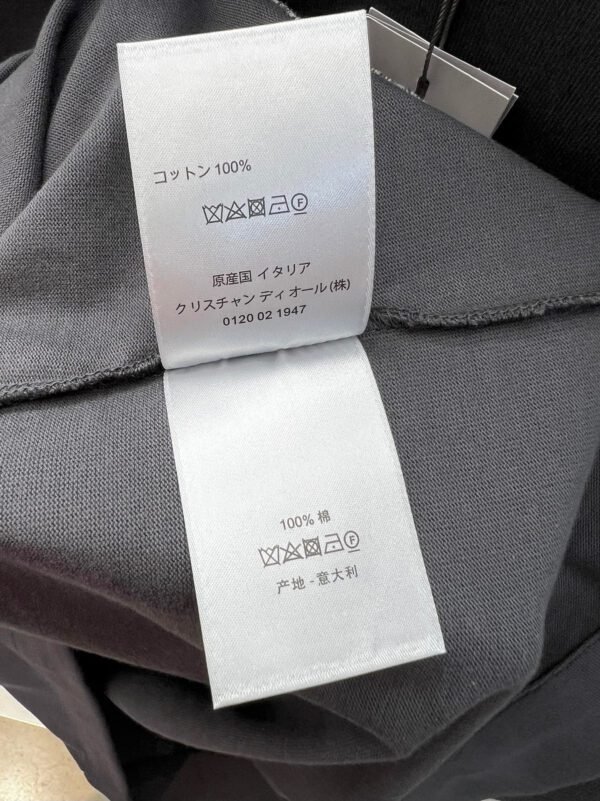 コットン 100%
F
原産国 イタリア
クリスチャン ディオール (株)
0120 02 1947
100% 棉
F
产地 - 意大利